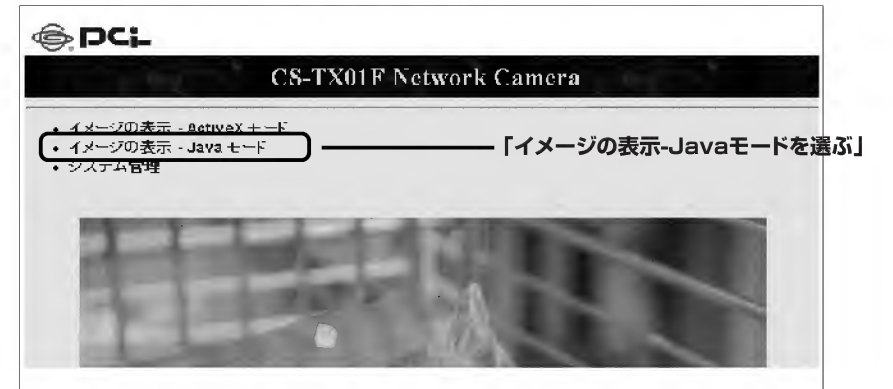 PCi
CS-TX01F Network Camera
• イメージの表示 - ActiveX モード
• イメージの表示 - Java モード
「イメージの表示-Javaモードを選ぶ」
• システム管理